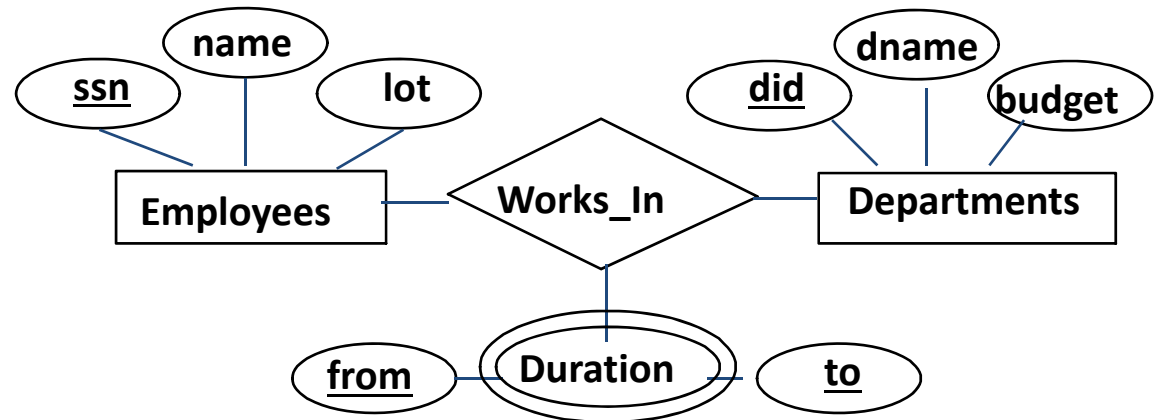 name
dname
ssn
lot
did
budget
Employees
Works_In
Departments
from
Duration
to